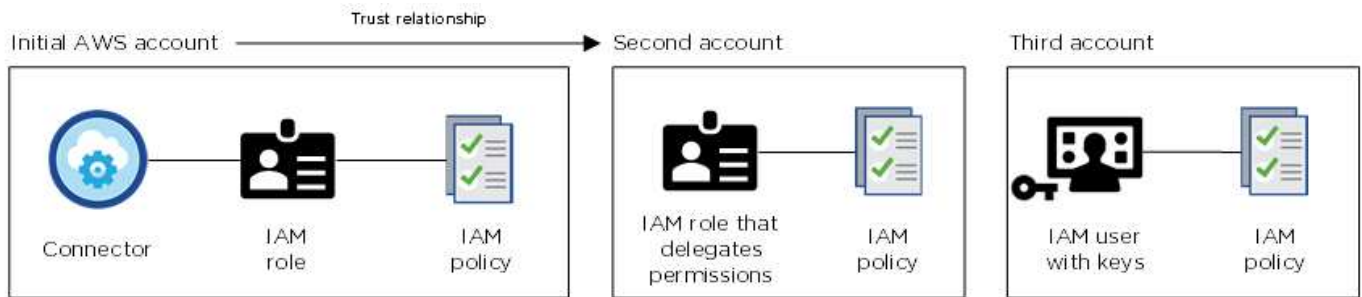 Trust relationship
Initial AWS account
Second account
Third account
Connector
IAM
role
IAM
policy
IAM role that
delegates
permissions
IAM
policy
IAM user
with keys
IAM
policy